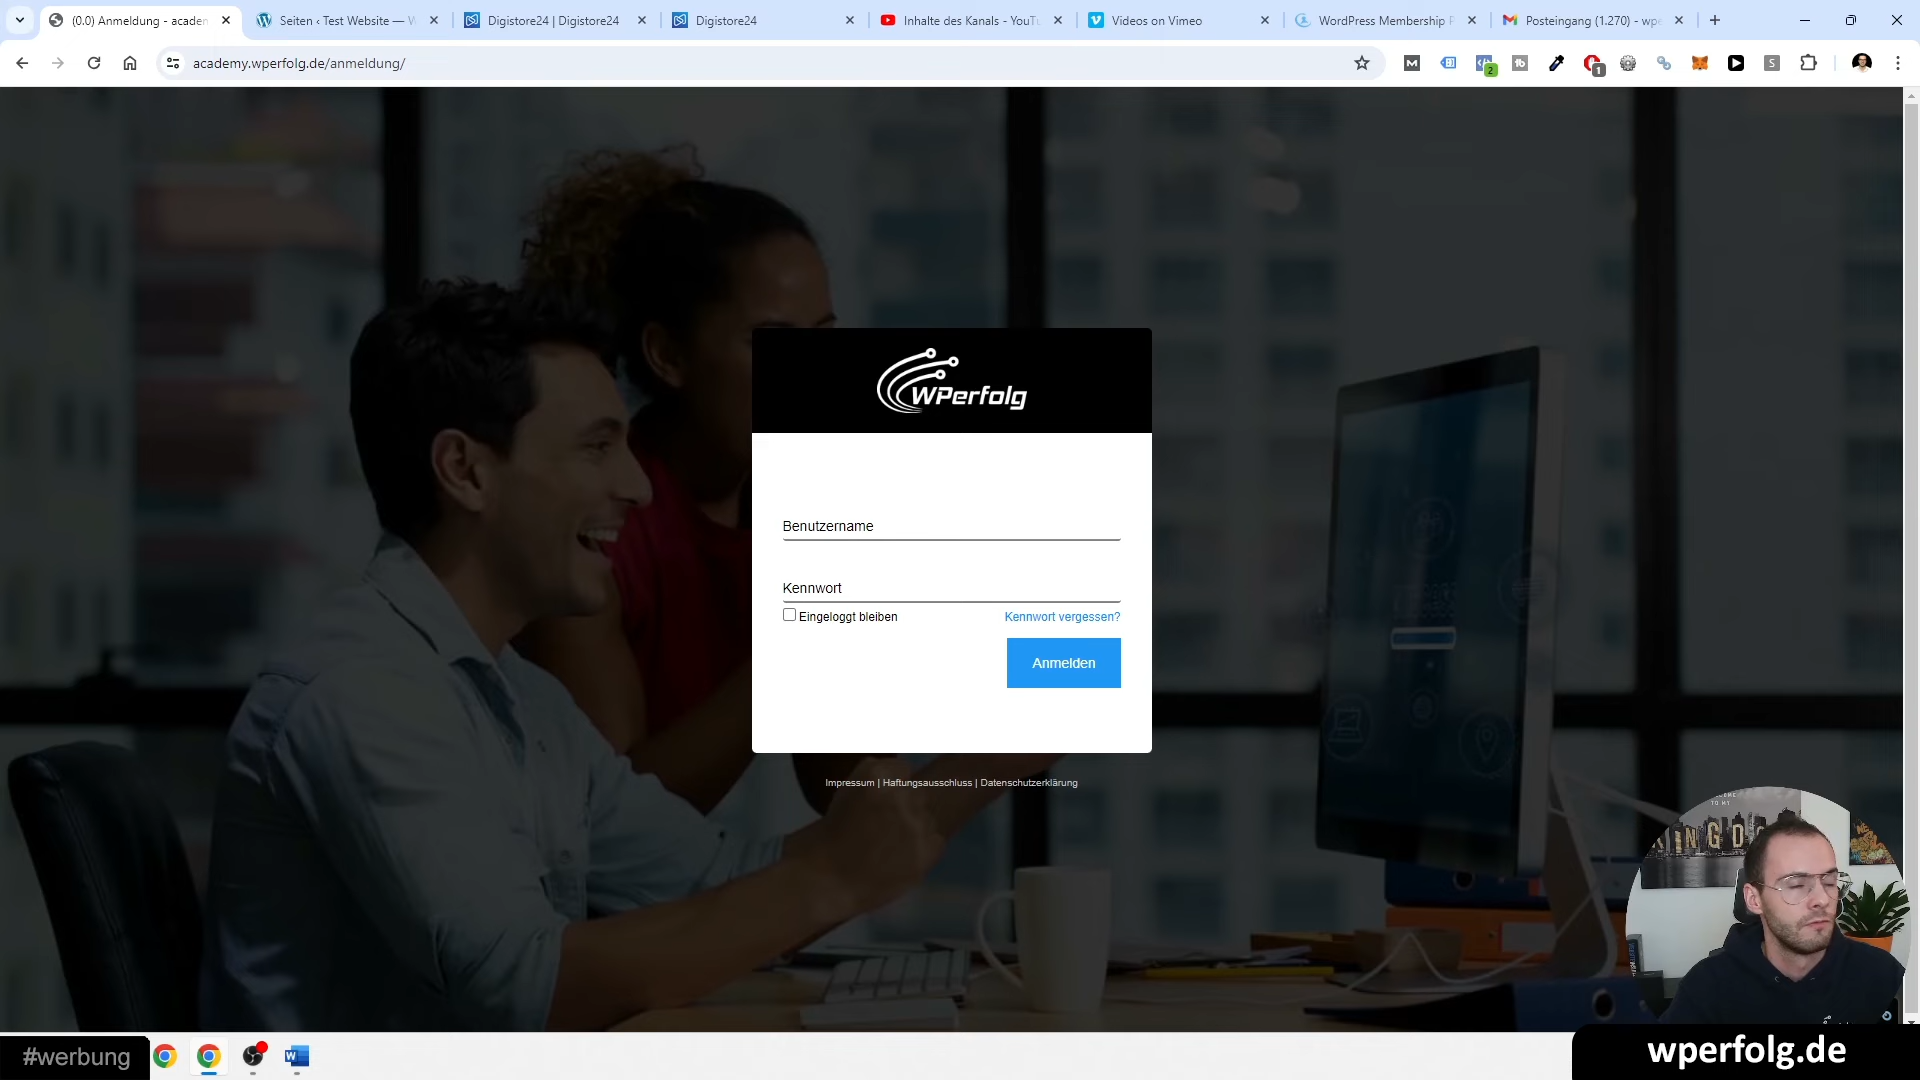 (0.0) Anmeldung - academ
Seiten ‹ Test Website — W
Digistore24 | Digistore24
Digistore24
Inhalte des Kanals - YouTu
Videos on Vimeo
WordPress Membership P
Posteingang (1.270) - wpe
academy.wperfolg.de/anmeldung/
WPerfolg
Benutzername
Kennwort
Eingeloggt bleiben
Kennwort vergessen?
Anmelden
Impressum | Haftungsausschluss | Datenschutzerklärung
#werbung
wperfolg.de